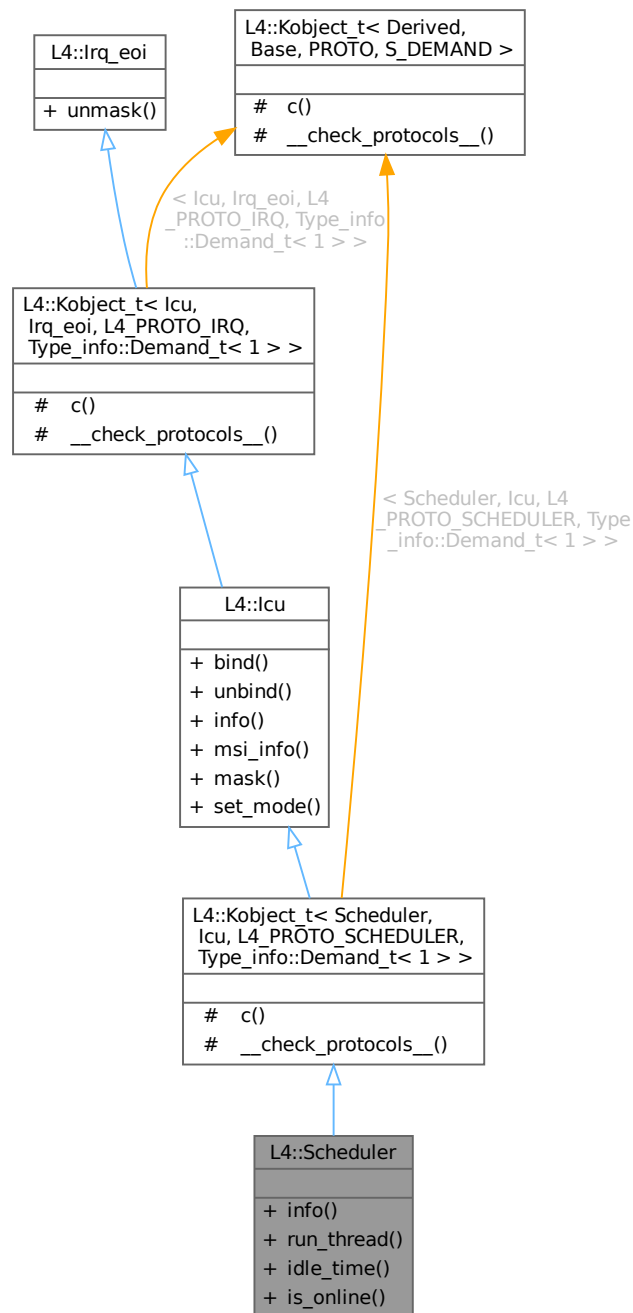 L4::Irq_eoi
+ unmask()
L4::Kobject_t< Derived,
Base, PROTO, S_DEMAND >
# c()
# __check_protocols__()
< Icu, Irq_eoi, L4
_PROTO_IRQ, Type_info
::Demand_t< 1 > >
L4::Kobject_t< Icu,
Irq_eoi, L4_PROTO_IRQ,
Type_info::Demand_t< 1 > >
# c()
# __check_protocols__()
< Scheduler, Icu, L4
_PROTO_SCHEDULER, Type
_info::Demand_t< 1 > >
L4::Icu
+ bind()
+ unbind()
+ info()
+ msi_info()
+ mask()
+ set_mode()
L4::Kobject_t< Scheduler,
Icu, L4_PROTO_SCHEDULER,
Type_info::Demand_t< 1 > >
# c()
# __check_protocols__()
L4::Scheduler
+ info()
+ run_thread()
+ idle_time()
+ is_online()